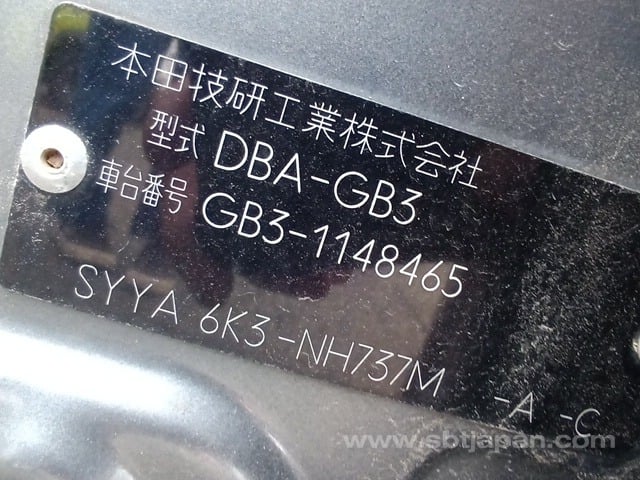 本田技研工業株式会社
型式 DBA-GB3
車台番号 GB3-1148465
SYYA 6K3-NH737M -A -C
www.sbtjapan.com